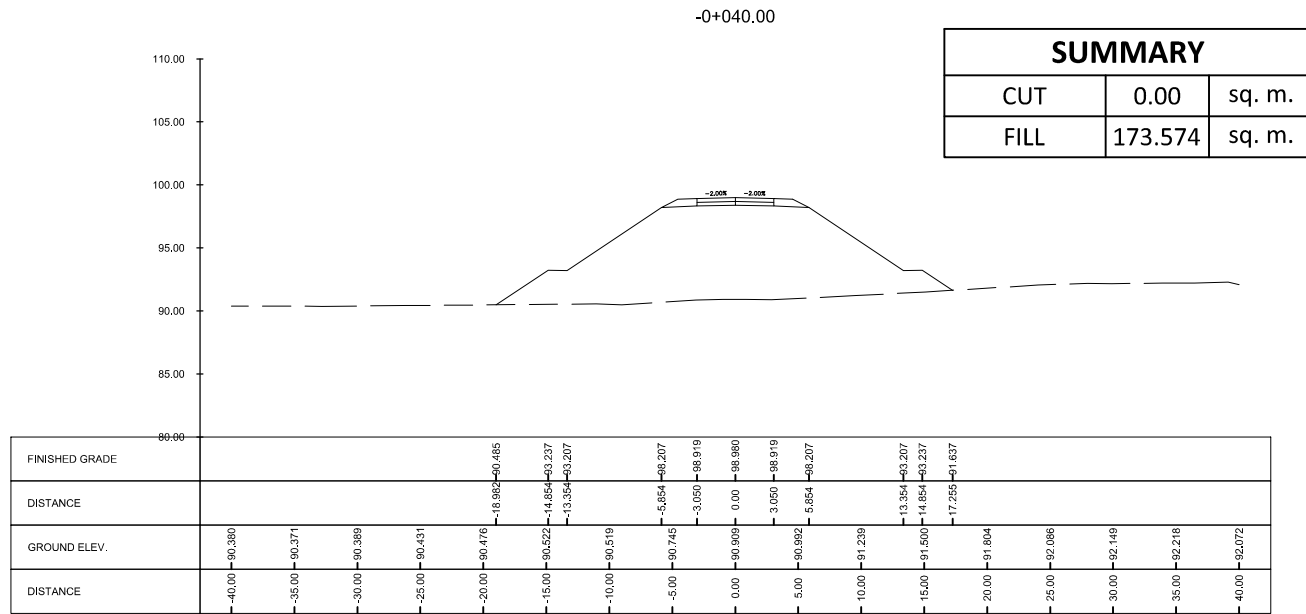 -0+040.00
SUMMARY
CUT 0.00 sq. m.
FILL 173.574 sq. m.
110.00
105.00
100.00
95.00
90.00
85.00
80.00
-2.00% -2.00%
FINISHED GRADE 90.485 93.237 93.207 98.207 98.919 98.980 98.919 98.207 93.207 93.237 91.637
DISTANCE -18.982 -14.854 -13.354 -5.854 -3.050 0.00 3.050 5.854 13.354 14.854 17.255
GROUND ELEV. 90.380 90.371 90.389 90.431 90.476 90.522 90.519 90.745 90.909 90.992 91.239 91.500 91.804 92.086 92.149 92.218 92.072
DISTANCE -40.00 -35.00 -30.00 -25.00 -20.00 -15.00 -10.00 -5.00 0.00 5.00 10.00 15.00 20.00 25.00 30.00 35.00 40.00